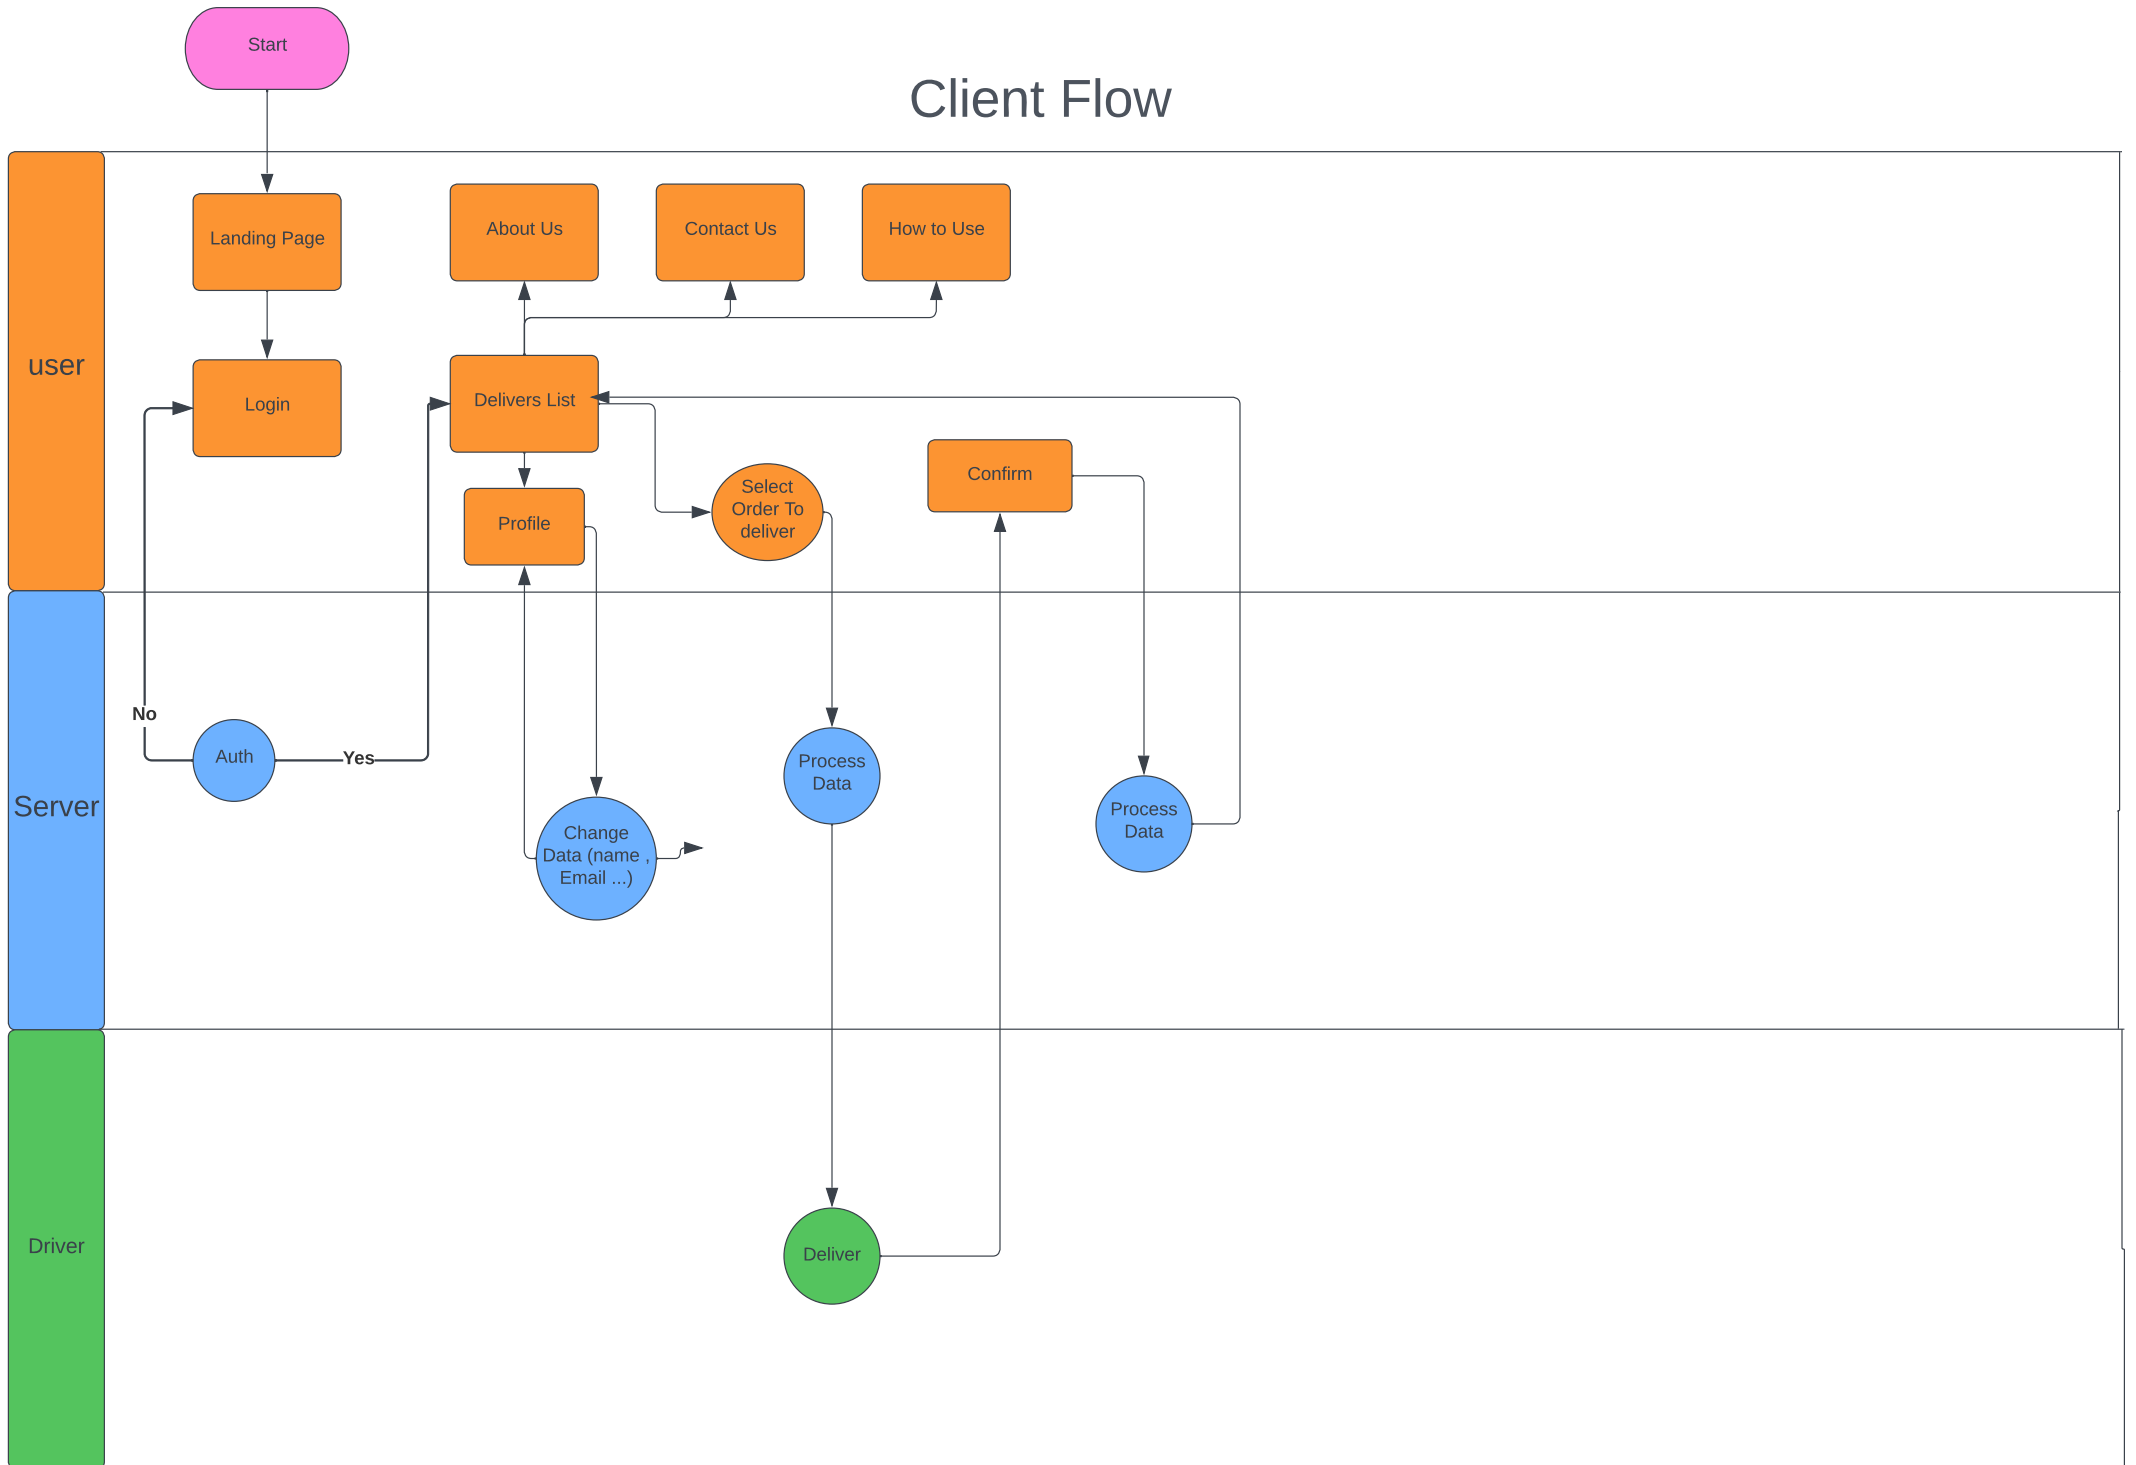 Start
Client Flow
user
Landing Page
About Us
Contact Us
How to Use
Login
Delivers List
Confirm
Profile
Select
Order To
deliver
Server
No
Auth
Yes
Process
Data
Change
Data (name ,
Email ...)
Process
Data
Driver
Deliver